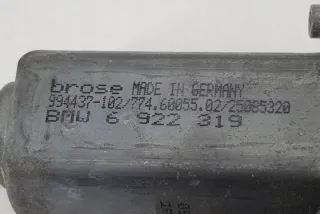 brose MADE IN GERMANY
994437-102/774.60055.02/25085320
BMW 6 922 319